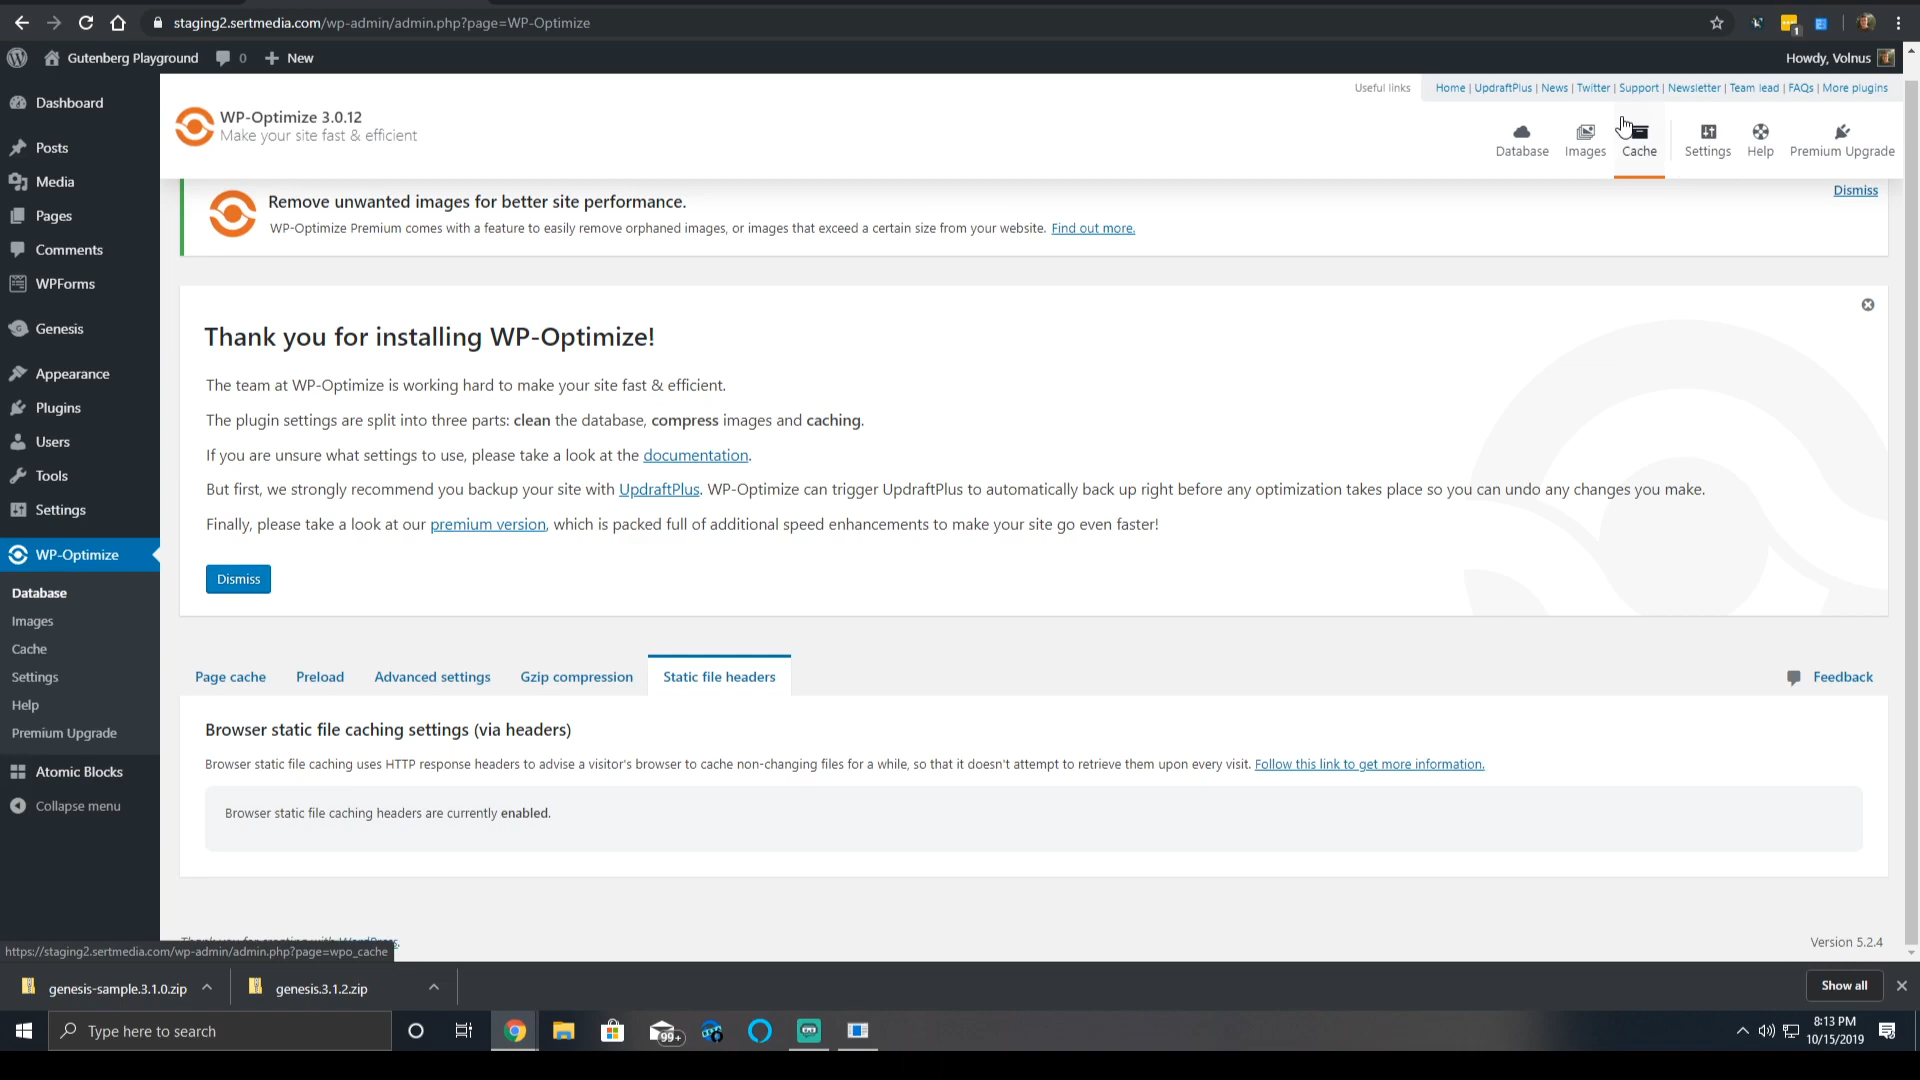 staging2.sertmedia.com/wp-admin/admin.php?page=WP-Optimize
1
Gutenberg Playground
0
New
Howdy, Volnus
Dashboard
Posts
Media
Pages
Comments
WPForms
Genesis
Appearance
Plugins
Users
Tools
Settings
WP-Optimize
Database
Images
Cache
Settings
Help
Premium Upgrade
Atomic Blocks
Collapse menu
WP-Optimize 3.0.12
Make your site fast & efficient
Useful links
Home | UpdraftPlus | News | Twitter | Support | Newsletter | Team lead | FAQs | More plugins
Database
Images
Cache
Settings
Help
Premium Upgrade
Remove unwanted images for better site performance.
Dismiss
WP-Optimize Premium comes with a feature to easily remove orphaned images, or images that exceed a certain size from your website. Find out more.
Thank you for installing WP-Optimize!
The team at WP-Optimize is working hard to make your site fast & efficient.
The plugin settings are split into three parts: clean the database, compress images and caching.
If you are unsure what settings to use, please take a look at the documentation.
But first, we strongly recommend you backup your site with UpdraftPlus. WP-Optimize can trigger UpdraftPlus to automatically back up right before any optimization takes place so you can undo any changes you make.
Finally, please take a look at our premium version, which is packed full of additional speed enhancements to make your site go even faster!
Dismiss
Page cache
Preload
Advanced settings
Gzip compression
Static file headers
Feedback
Browser static file caching settings (via headers)
Browser static file caching uses HTTP response headers to advise a visitor's browser to cache non-changing files for a while, so that it doesn't attempt to retrieve them upon every visit. Follow this link to get more information.
Browser static file caching headers are currently enabled.
Thank you for creating with WordPress.
Version 5.2.4
https://staging2.sertmedia.com/wp-admin/admin.php?page=wpo_cache
genesis-sample.3.1.0.zip
genesis.3.1.2.zip
Show all
Type here to search
99+
8:13 PM
10/15/2019